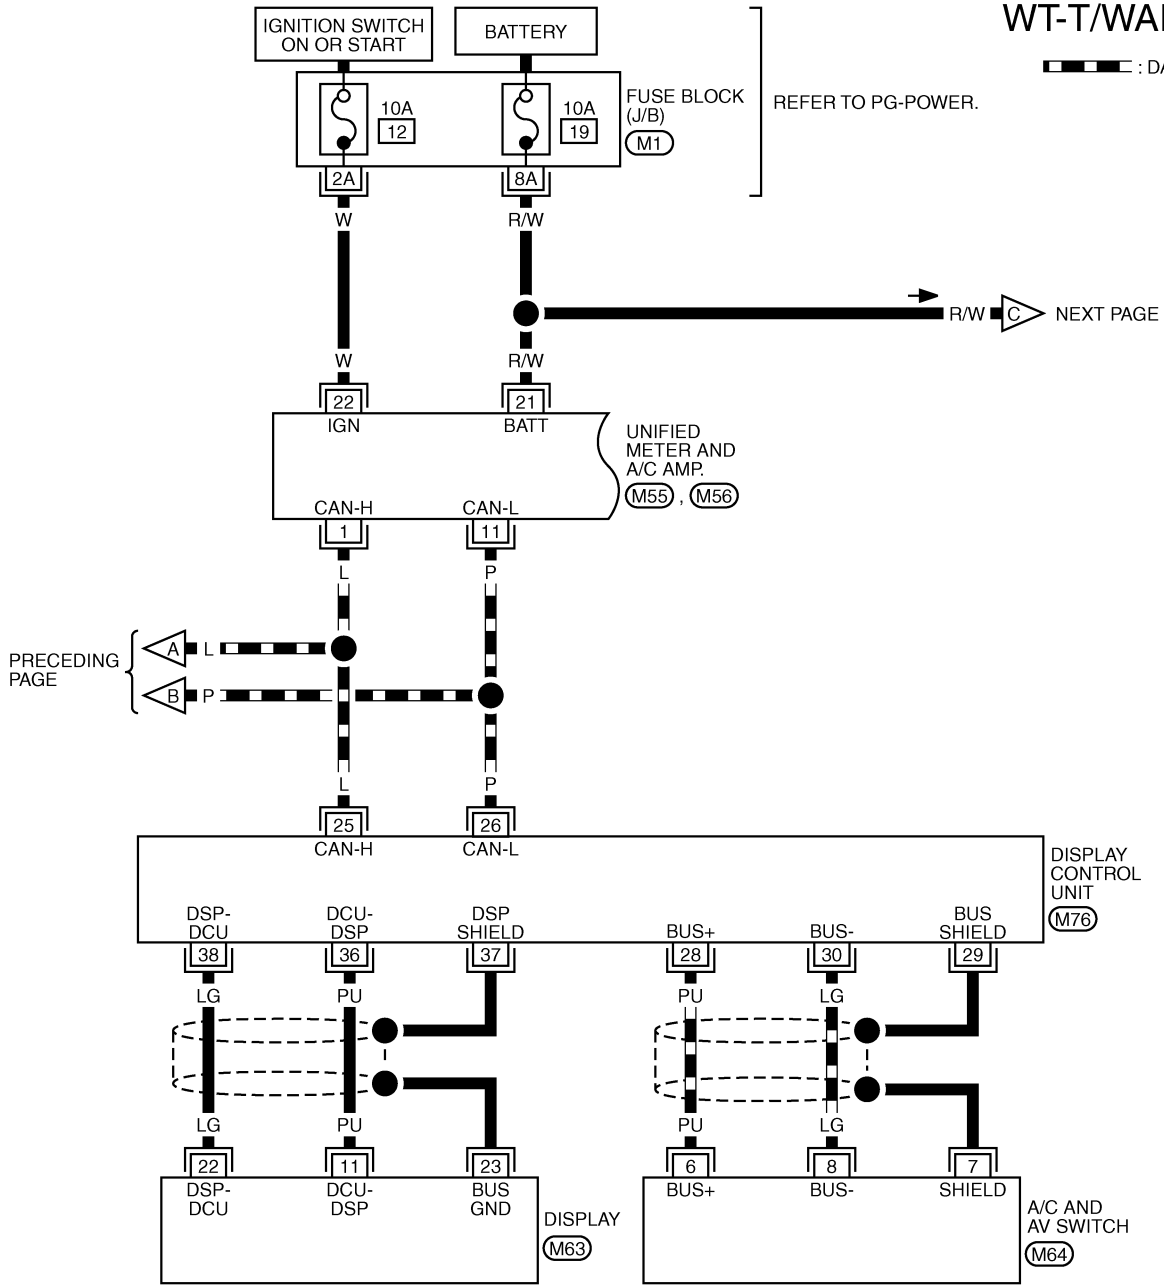 WT-T/WA
: DA
IGNITION SWITCH
ON OR START
BATTERY
10A
12
10A
19
FUSE BLOCK
(J/B)
M1
REFER TO PG-POWER.
2A
8A
W
R/W
R/W
C
NEXT PAGE
W
R/W
22
21
IGN
BATT
UNIFIED
METER AND
A/C AMP.
M55 , M56
CAN-H
CAN-L
1
11
L
P
PRECEDING
PAGE
A
L
B
P
L
P
25
26
CAN-H
CAN-L
DISPLAY
CONTROL
UNIT
M76
DSP-
DCU
DCU-
DSP
DSP
SHIELD
BUS+
BUS-
BUS
SHIELD
38
36
37
28
30
29
LG
PU
PU
LG
LG
PU
PU
LG
22
11
23
6
8
7
DSP-
DCU
DCU-
DSP
BUS
GND
BUS+
BUS-
SHIELD
DISPLAY
M63
A/C AND
AV SWITCH
M64